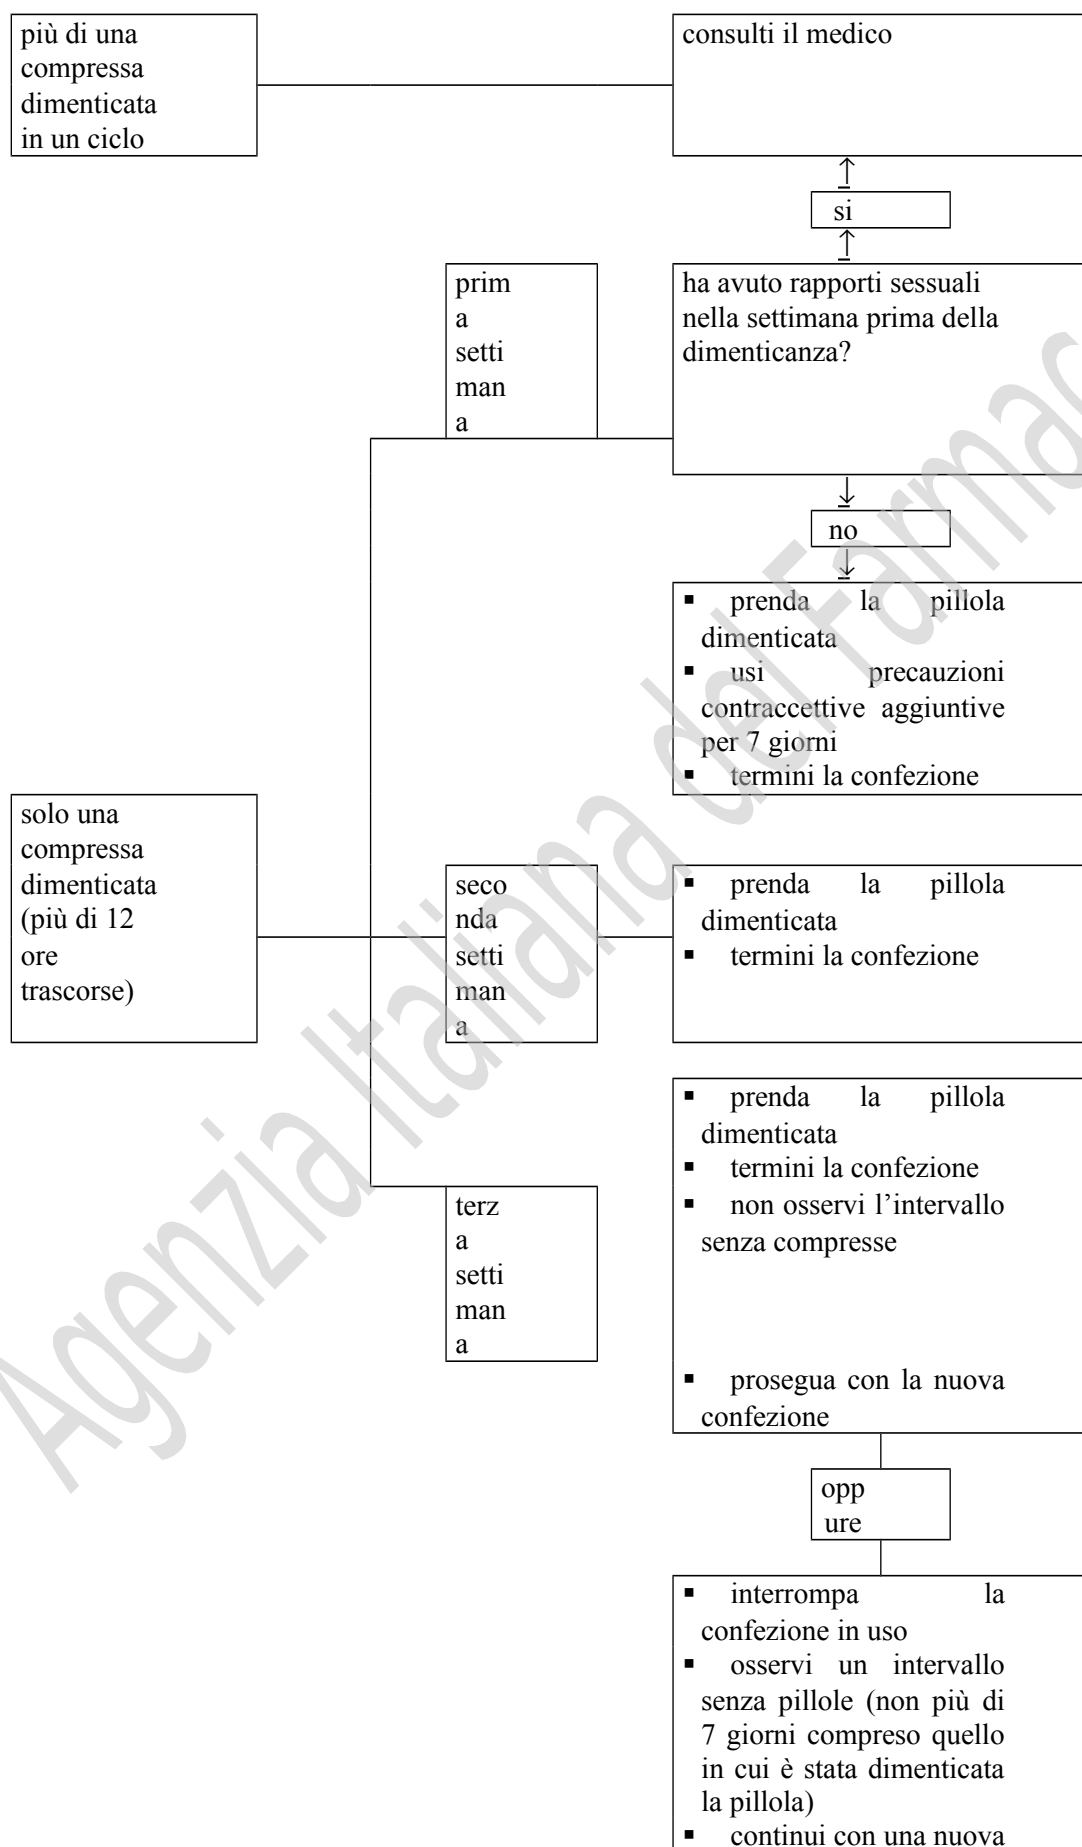 più di una
compressa
dimenticata
in un ciclo
consulti il medico
si
prim
a
setti
man
a
ha avuto rapporti sessuali
nella settimana prima della
dimenticanza?
no
▪ prenda la pillola
dimenticata
▪ usi precauzioni
contraccettive aggiuntive
per 7 giorni
▪ termini la confezione
solo una
compressa
dimenticata
(più di 12
ore
trascorse)
seco
nda
setti
man
a
▪ prenda la pillola
dimenticata
▪ termini la confezione
terz
a
setti
man
a
▪ prenda la pillola
dimenticata
▪ termini la confezione
▪ non osservi l’intervallo
senza compresse
▪ prosegua con la nuova
confezione
opp
ure
▪ interrompa la
confezione in uso
▪ osservi un intervallo
senza pillole (non più di
7 giorni compreso quello
in cui è stata dimenticata
la pillola)
▪ continui con una nuova
Agenzia Italiana del Farmac